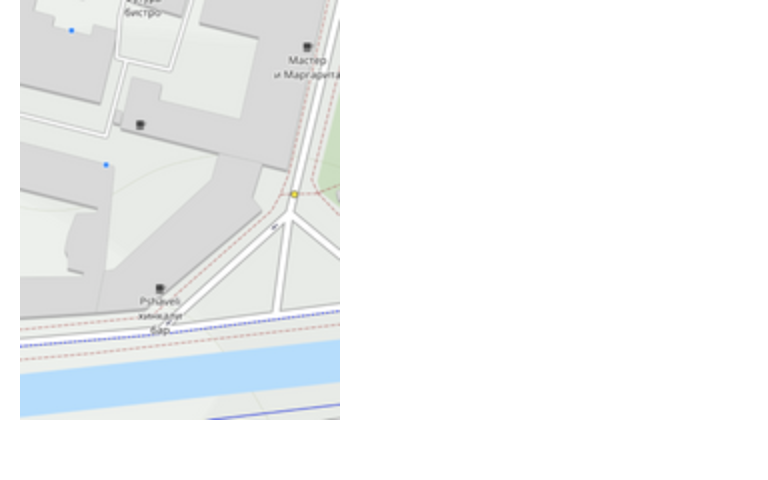 бистро
Мастер
и Маргарита
Pshaveli
хинкали
бар